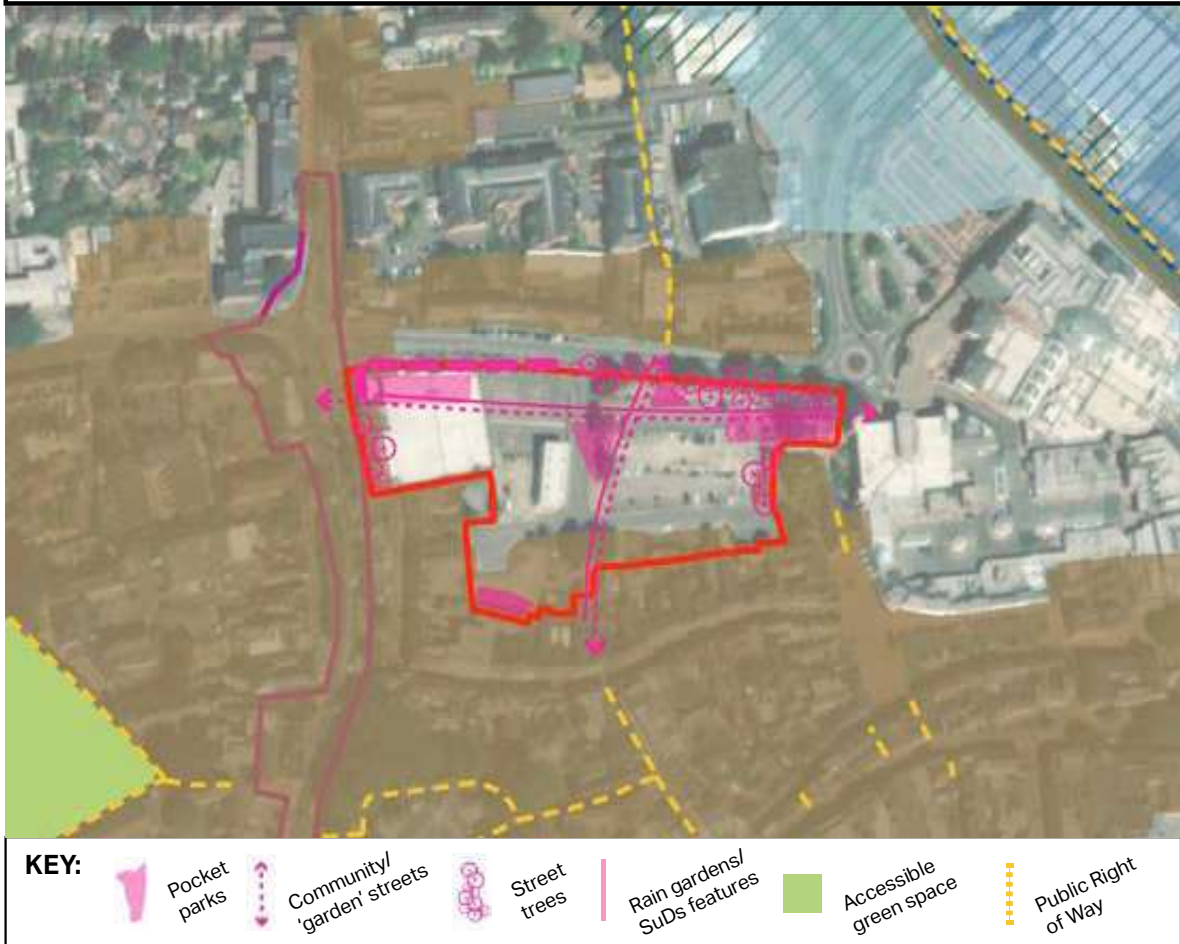 KEY:
Pocket
parks
Community/
'garden' streets
Street
trees
Rain gardens/
SuDs features
Accessible
green space
Public Right
of Way